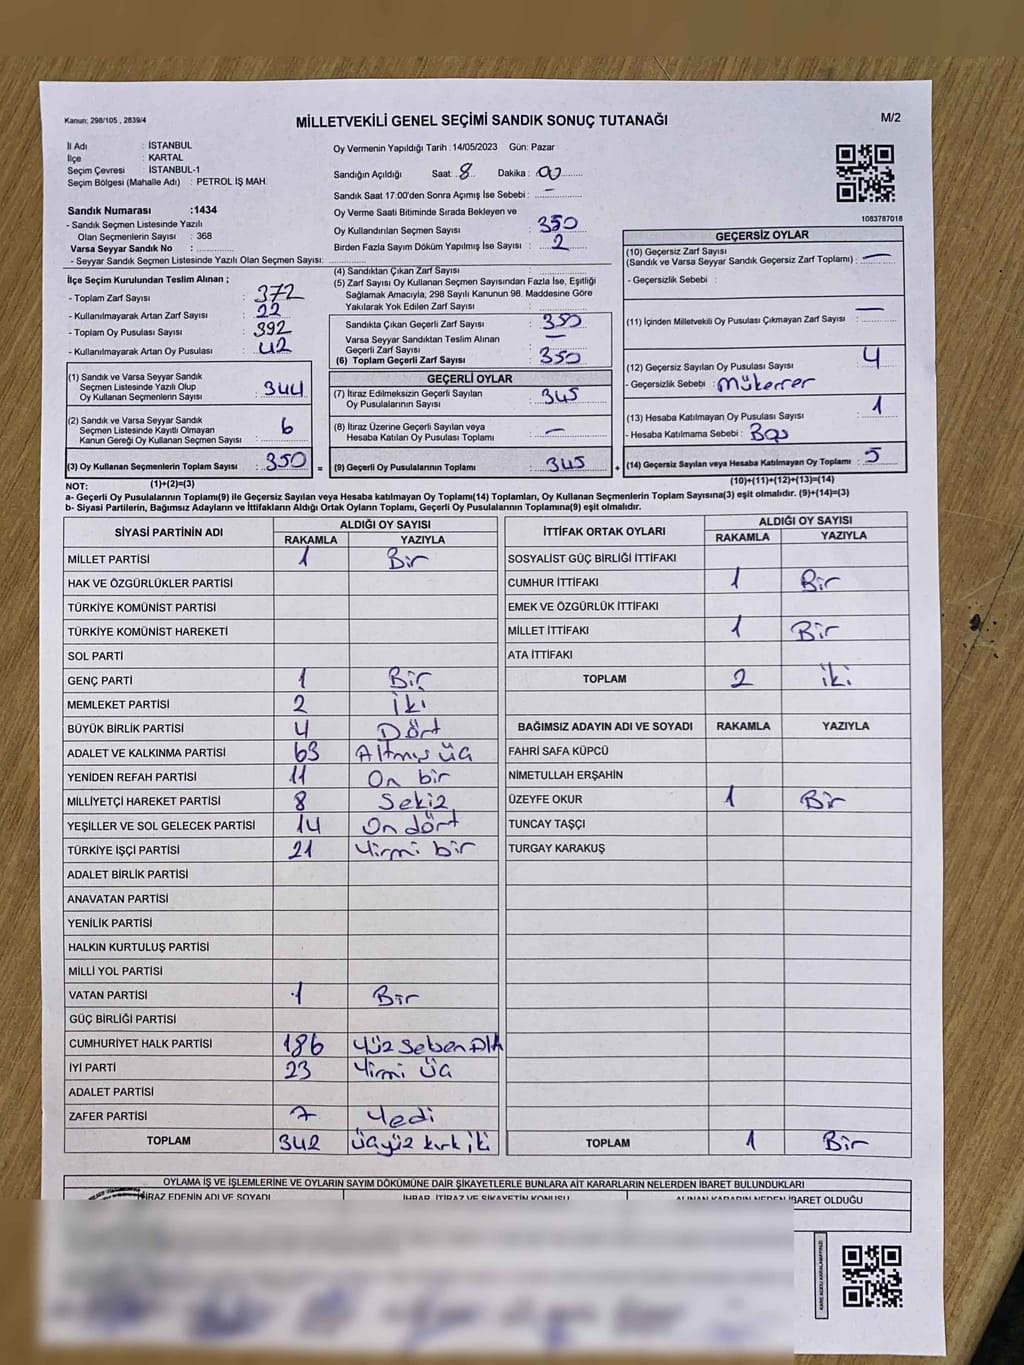 Kanun: 298/105 , 2839/4
MİLLETVEKİLİ GENEL SEÇİMİ SANDIK SONUÇ TUTANAĞI
M/2
İl Adı : İSTANBUL
İlçe : KARTAL
Seçim Çevresi : İSTANBUL-1
Seçim Bölgesi (Mahalle Adı) : PETROL İŞ MAH.
Sandık Numarası :1434
- Sandık Seçmen Listesinde Yazılı
Olan Seçmenlerin Sayısı : 368
Varsa Seyyar Sandık No :
- Seyyar Sandık Seçmen Listesinde Yazılı Olan Seçmen Sayısı:
Oy Vermenin Yapıldığı Tarih :14/05/2023 Gün: Pazar
Sandığın Açıldığı Saat: 8 Dakika : 00
Sandık Saat 17:00'den Sonra Açımış İse Sebebi : -
Oy Verme Saati Bitiminde Sırada Bekleyen ve
Oy Kullandırılan Seçmen Sayısı : 350
Birden Fazla Sayım Döküm Yapılmış İse Sayısı : 2
1083787018
İlçe Seçim Kurulundan Teslim Alınan ;
- Toplam Zarf Sayısı : 372
- Kullanılmayarak Artan Zarf Sayısı : 22
- Toplam Oy Pusulası Sayısı : 392
- Kullanılmayarak Artan Oy Pusulası : 42
(1) Sandık ve Varsa Seyyar Sandık
Seçmen Listesinde Yazılı Olup
Oy Kullanan Seçmenlerin Sayısı : 344
(2) Sandık ve Varsa Seyyar Sandık
Seçmen Listesinde Kayıtlı Olmayan
Kanun Gereği Oy Kullanan Seçmen Sayısı : 6
(3) Oy Kullanan Seçmenlerin Toplam Sayısı : 350 =
(1)+(2)=(3)
(4) Sandıktan Çıkan Zarf Sayısı :
(5) Zarf Sayısı Oy Kullanan Seçmen Sayısından Fazla İse, Eşitliği
Sağlamak Amacıyla, 298 Sayılı Kanunun 98. Maddesine Göre
Yakılarak Yok Edilen Zarf Sayısı :
Sandıkta Çıkan Geçerli Zarf Sayısı : 350
Varsa Seyyar Sandıktan Teslim Alınan
Geçerli Zarf Sayısı : -
(6) Toplam Geçerli Zarf Sayısı : 350
GEÇERLİ OYLAR
(7) İtiraz Edilmeksizin Geçerli Sayılan
Oy Pusulalarının Sayısı : 345
(8) İtiraz Üzerine Geçerli Sayılan veya
Hesaba Katılan Oy Pusulası Toplamı : -
(9) Geçerli Oy Pusulalarının Toplamı : 345 +
GEÇERSİZ OYLAR
(10) Geçersiz Zarf Sayısı
(Sandık ve Varsa Seyyar Sandık Geçersiz Zarf Toplamı) : -
- Geçersizlik Sebebi :
(11) İçinden Milletvekili Oy Pusulası Çıkmayan Zarf Sayısı : -
(12) Geçersiz Sayılan Oy Pusulası Sayısı : 4
- Geçersizlik Sebebi : Mükerrer
(13) Hesaba Katılmayan Oy Pusulası Sayısı : 1
- Hesaba Katılmama Sebebi : Boş
(14) Geçersiz Sayılan veya Hesaba Katılmayan Oy Pusulası Toplamı : 5
(10)+(11)+(12)+(13)=(14)
NOT:
a- Geçerli Oy Pusulalarının Toplamı(9) ile Geçersiz Sayılan veya Hesaba katılmayan Oy Toplamı(14) Toplamları, Oy Kullanan Seçmenlerin Toplam Sayısına(3) eşit olmalıdır. (9)+(14)=(3)
b- Siyasi Partilerin, Bağımsız Adayların ve İttifakların Aldığı Ortak Oyların Toplamı, Geçerli Oy Pusulalarının Toplamına(9) eşit olmalıdır.
SİYASİ PARTİNİN ADI ALDIĞI OY SAYISI
RAKAMLA YAZIYLA
MİLLET PARTİSİ 1 Bir
HAK VE ÖZGÜRLÜKLER PARTİSİ
TÜRKİYE KOMÜNİST PARTİSİ
TÜRKİYE KOMÜNİST HAREKETİ
SOL PARTİ
GENÇ PARTİ 1 Bir
MEMLEKET PARTİSİ 2 iki
BÜYÜK BİRLİK PARTİSİ 4 Dört
ADALET VE KALKINMA PARTİSİ 63 Altmış üç
YENİDEN REFAH PARTİSİ 11 On bir
MİLLİYETÇİ HAREKET PARTİSİ 8 Sekiz
YEŞİLLER VE SOL GELECEK PARTİSİ 14 On dört
TÜRKİYE İŞÇİ PARTİSİ 21 Yirmi bir
ADALET BİRLİK PARTİSİ
ANAVATAN PARTİSİ
YENİLİK PARTİSİ
HALKIN KURTULUŞ PARTİSİ
MİLLİ YOL PARTİSİ
VATAN PARTİSİ 1 Bir
GÜÇ BİRLİĞİ PARTİSİ
CUMHURİYET HALK PARTİSİ 186 Yüz Seksen Altı
İYİ PARTİ 23 Yirmi üç
ADALET PARTİSİ
ZAFER PARTİSİ 7 Yedi
TOPLAM 342 üçyüz kırk iki
İTTİFAK ORTAK OYLARI ALDIĞI OY SAYISI
RAKAMLA YAZIYLA
SOSYALİST GÜÇ BİRLİĞİ İTTİFAKI
CUMHUR İTTİFAKI 1 Bir
EMEK VE ÖZGÜRLÜK İTTİFAKI
MİLLET İTTİFAKI 1 Bir
ATA İTTİFAKI
TOPLAM 2 iki
BAĞIMSIZ ADAYIN ADI VE SOYADI RAKAMLA YAZIYLA
FAHRİ SAFA KÜPCÜ
NİMETULLAH ERŞAHİN
ÜZEYFE OKUR 1 Bir
TUNCAY TAŞÇI
TURGAY KARAKUŞ
TOPLAM 1 Bir
OYLAMA İŞ VE İŞLEMLERİNE VE OYLARIN SAYIM DÖKÜMÜNE DAİR ŞİKAYETLERLE BUNLARA AİT KARARLARIN NELERDEN İBARET BULUNDUKLARI
İTİRAZ EDENİN ADI VE SOYADI İHBAR, İTİRAZ VE ŞİKAYETİN KONUSU ALINAN KARARIN NEDEN İBARET OLDUĞU
KARE KODU KARALAMAYINIZ!